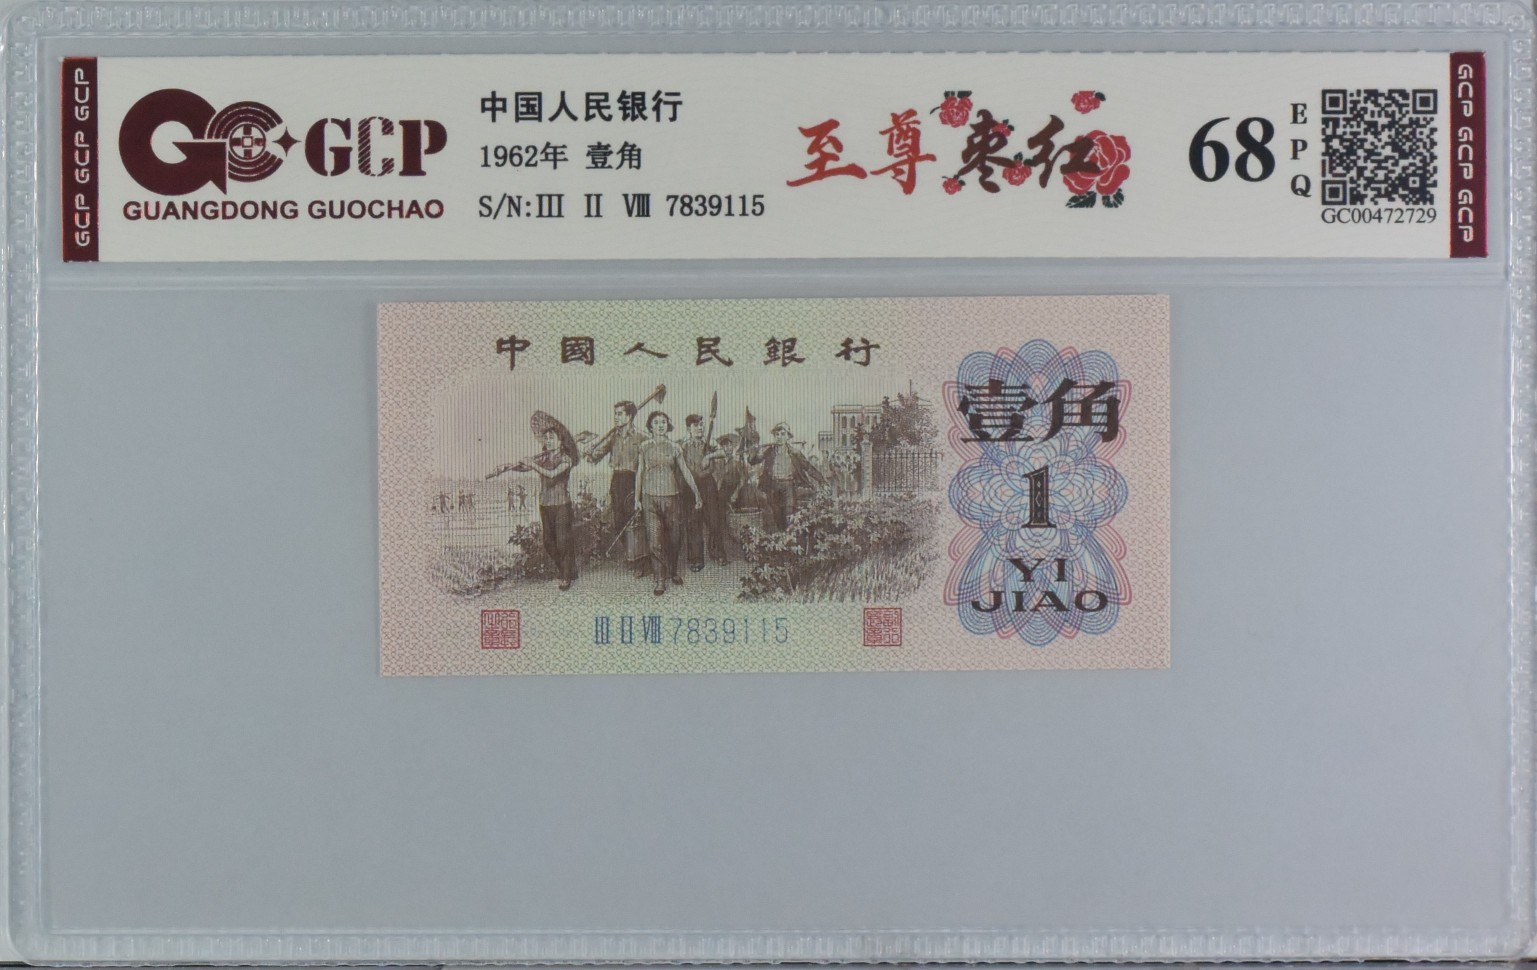 GCP GCP GCP
GCP
GUANGDONG GUOCHAO
中国人民银行
1962年 壹角
S/N:III II VIII 7839115
至尊枣红
68
EPQ
GC00472729
GCP GCP GCP
中國人民銀行
壹角
1
YI
JIAO
III II VIII 7839115